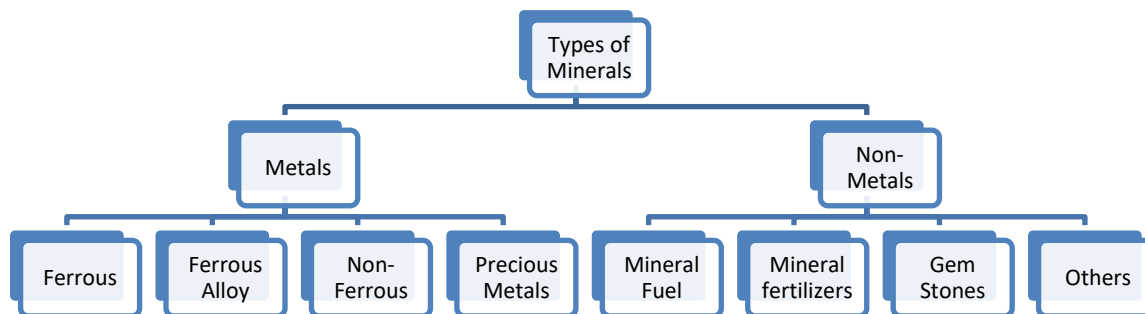 Types of
Minerals
Metals
Non-
Metals
Ferrous
Ferrous
Alloy
Non-
Ferrous
Precious
Metals
Mineral
Fuel
Mineral
fertilizers
Gem
Stones
Others